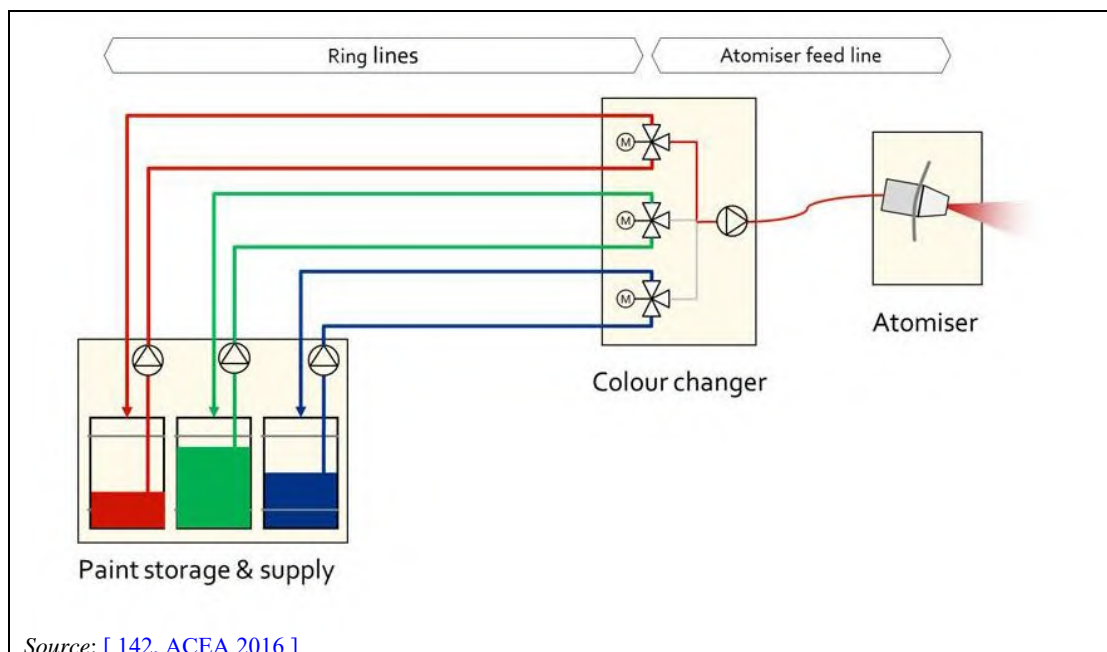 Ring lines
Atomiser feed line
M
M
M
Atomiser
Colour changer
Paint storage & supply
Source: [ 142, ACEA 2016 ]